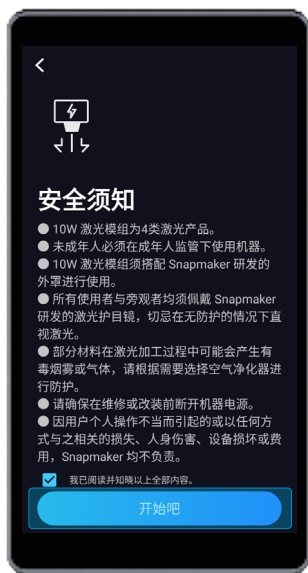 安全须知
● 10W 激光模组为4类激光产品。
● 未成年人必须在成年人监管下使用机器。
● 10W 激光模组须搭配 Snapmaker 研发的
外罩进行使用。
● 所有使用者与旁观者均须佩戴 Snapmaker
研发的激光护目镜，切忌在无防护的情况下直
视激光。
● 部分材料在激光加工过程中可能会产生有
毒烟雾或气体，请根据需要选择空气净化器进
行防护。
● 请确保在维修或改装前断开机器电源。
● 因用户个人操作不当而引起的或以任何方
式与之相关的损失、人身伤害、设备损坏或费
用，Snapmaker 均不负责。
我已阅读并知晓以上全部内容。
开始吧